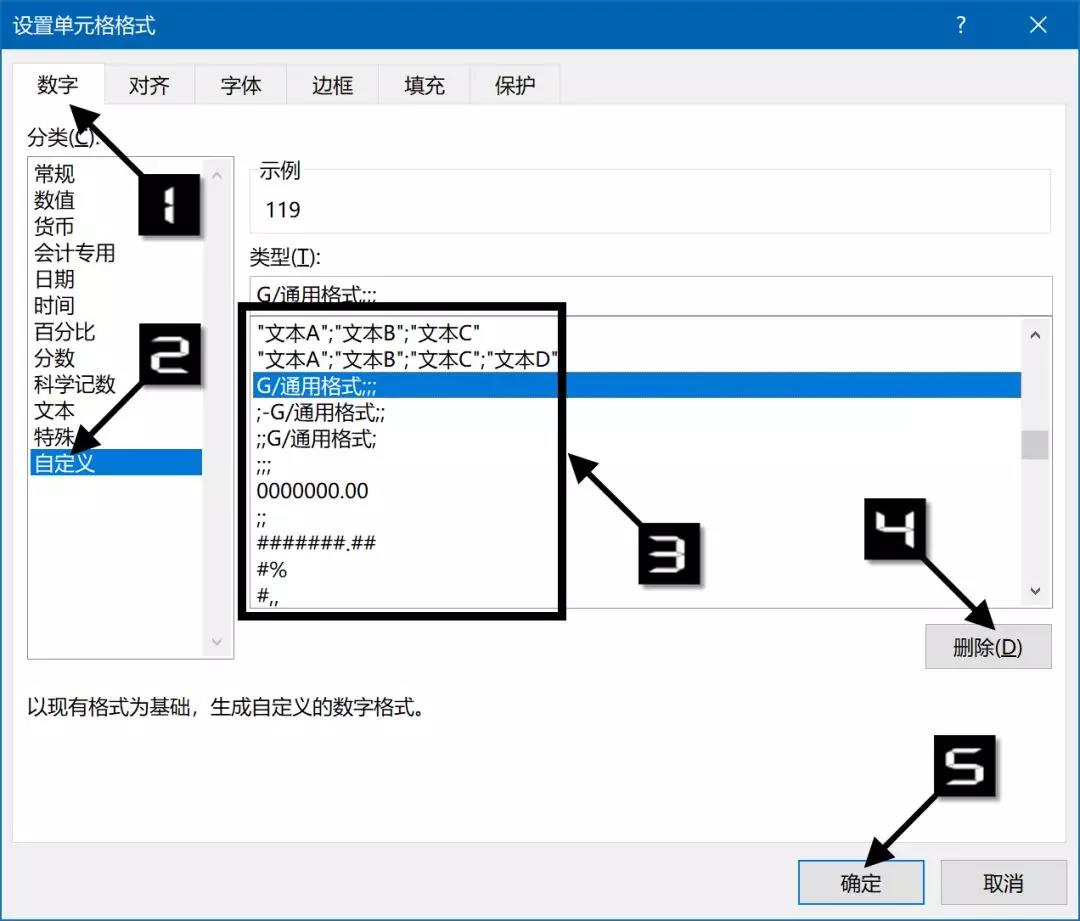 设置单元格格式 ?
数字 对齐 字体 边框 填充 保护
分类(C):
常规
数值
货币
会计专用
日期
时间
百分比
分数
科学记数
文本
特殊
自定义
1
2
示例
119
类型(T):
G/通用格式;;;
"文本A";"文本B";"文本C"
"文本A";"文本B";"文本C";"文本D"
G/通用格式;;;
;-G/通用格式;;
;;G/通用格式;
;;;
0000000.00
;;
#######.##
#%
#,,
3
4
删除(D)
以现有格式为基础，生成自定义的数字格式。
5
确定 取消